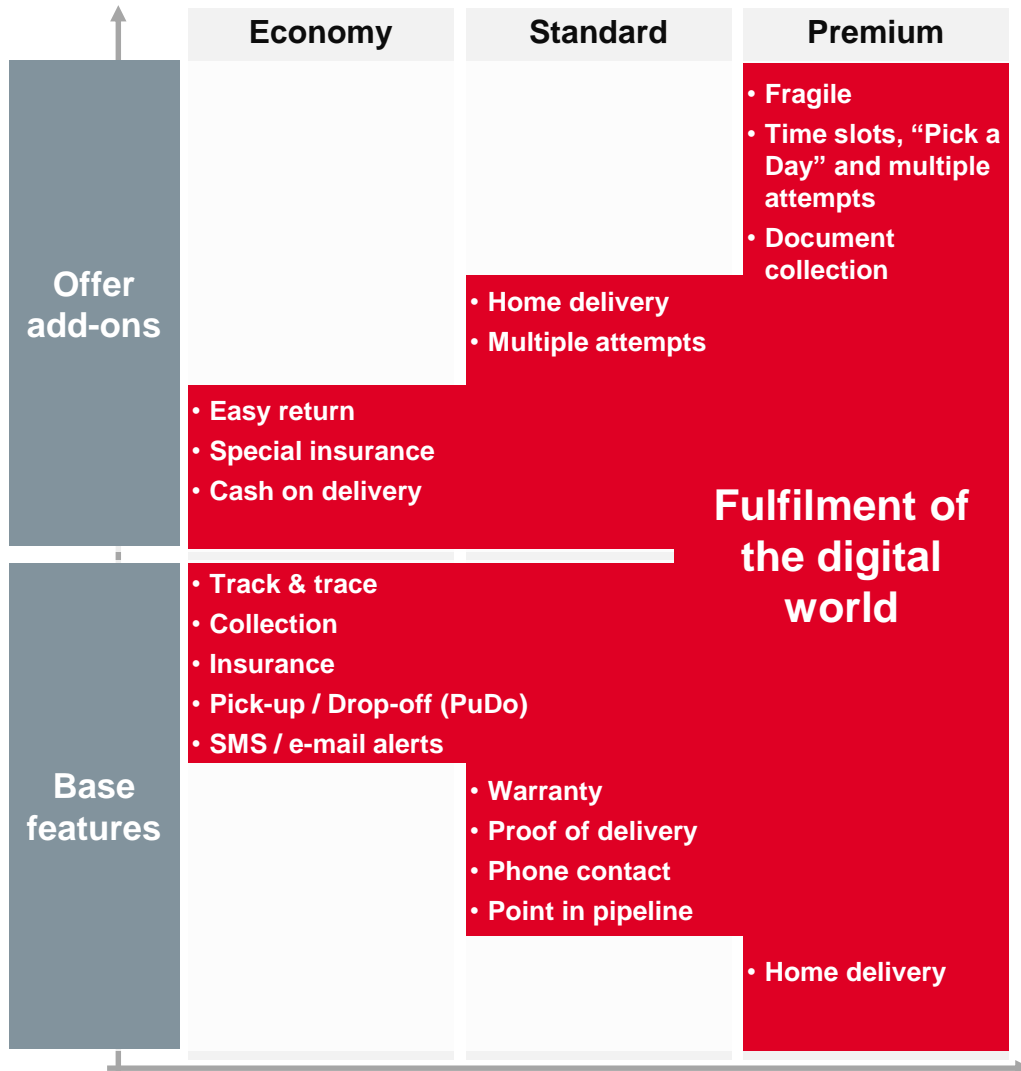 Economy
Standard
Premium
Offer
add-ons
• Fragile
• Time slots, “Pick a
Day” and multiple
attempts
• Document
collection
• Home delivery
• Multiple attempts
• Easy return
• Special insurance
• Cash on delivery
Fulfilment of
the digital
world
Base
features
• Track & trace
• Collection
• Insurance
• Pick-up / Drop-off (PuDo)
• SMS / e-mail alerts
• Warranty
• Proof of delivery
• Phone contact
• Point in pipeline
• Home delivery